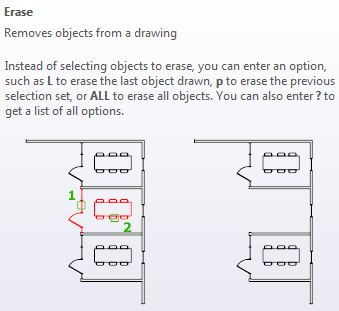 Erase
Removes objects from a drawing
Instead of selecting objects to erase, you can enter an option,
such as L to erase the last object drawn, p to erase the previous
selection set, or ALL to erase all objects. You can also enter ? to
get a list of all options.
1
2